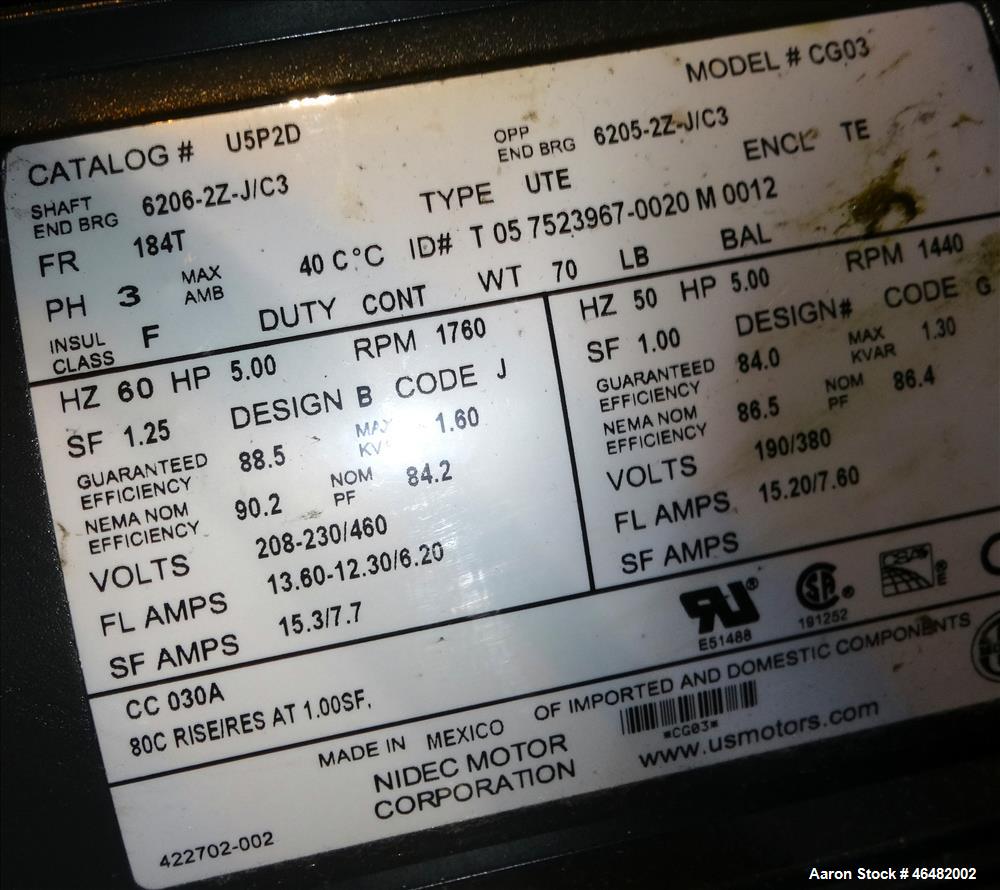 CATALOG # U5P2D MODEL # CG03
SHAFT END BRG 6206-2Z-J/C3 OPP END BRG 6205-2Z-J/C3
FR 184T TYPE UTE ENCL TE
PH 3 MAX AMB 40 C°C ID# T 05 7523967-0020 M 0012
INSUL CLASS F DUTY CONT WT 70 LB BAL
HZ 60 HP 5.00 RPM 1760
SF 1.25 DESIGN B CODE J
GUARANTEED EFFICIENCY 88.5 MAX 1.60
NEMA NOM EFFICIENCY 90.2 NOM PF 84.2
VOLTS 208-230/460
FL AMPS 13.60-12.30/6.20
SF AMPS 15.3/7.7
HZ 50 HP 5.00 RPM 1440
SF 1.00 DESIGN# CODE G
GUARANTEED EFFICIENCY 84.0 MAX KVAR 1.30
NEMA NOM EFFICIENCY 86.5 NOM PF 86.4
VOLTS 190/380
FL AMPS 15.20/7.60
SF AMPS
CC 030A
80C RISE/RES AT 1.00SF.
E51488
191252
MADE IN MEXICO OF IMPORTED AND DOMESTIC COMPONENTS
*CG03*
NIDEC MOTOR
CORPORATION
www.usmotors.com
422702-002
Aaron Stock # 46482002